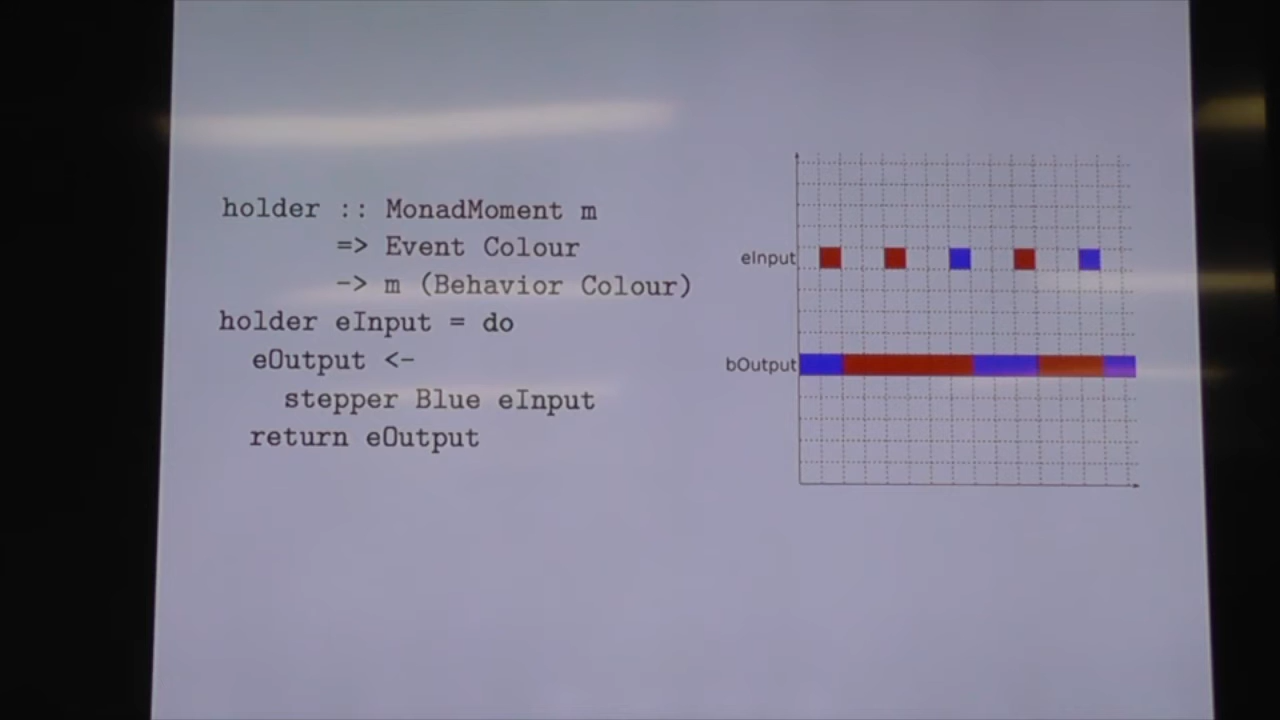 holder :: MonadMoment m
=> Event Colour
-> m (Behavior Colour)
holder eInput = do
eOutput <-
stepper Blue eInput
return eOutput
eInput
bOutput